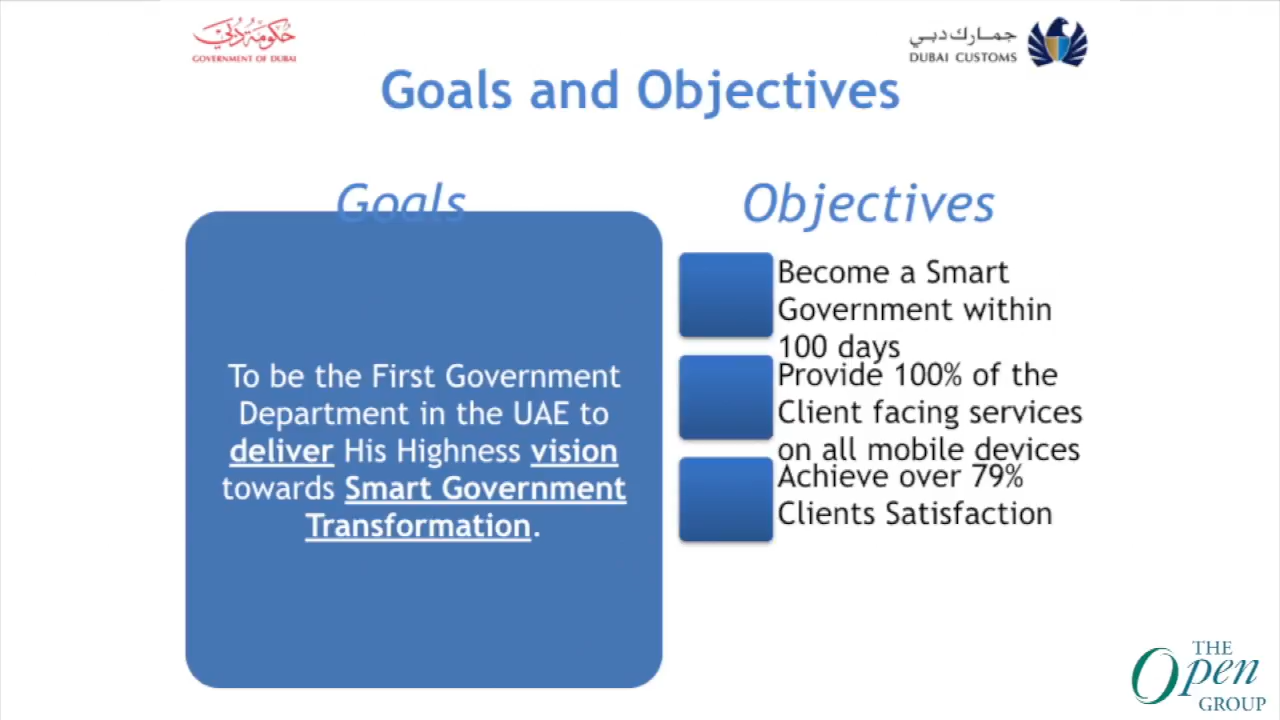 حكومة دبي
GOVERNMENT OF DUBAI
جمارك دبي
DUBAI CUSTOMS
Goals and Objectives
Goals
To be the First Government
Department in the UAE to
deliver His Highness vision
towards Smart Government
Transformation.
Objectives
Become a Smart
Government within
100 days
Provide 100% of the
Client facing services
on all mobile devices
Achieve over 79%
Clients Satisfaction
THE
Open
GROUP